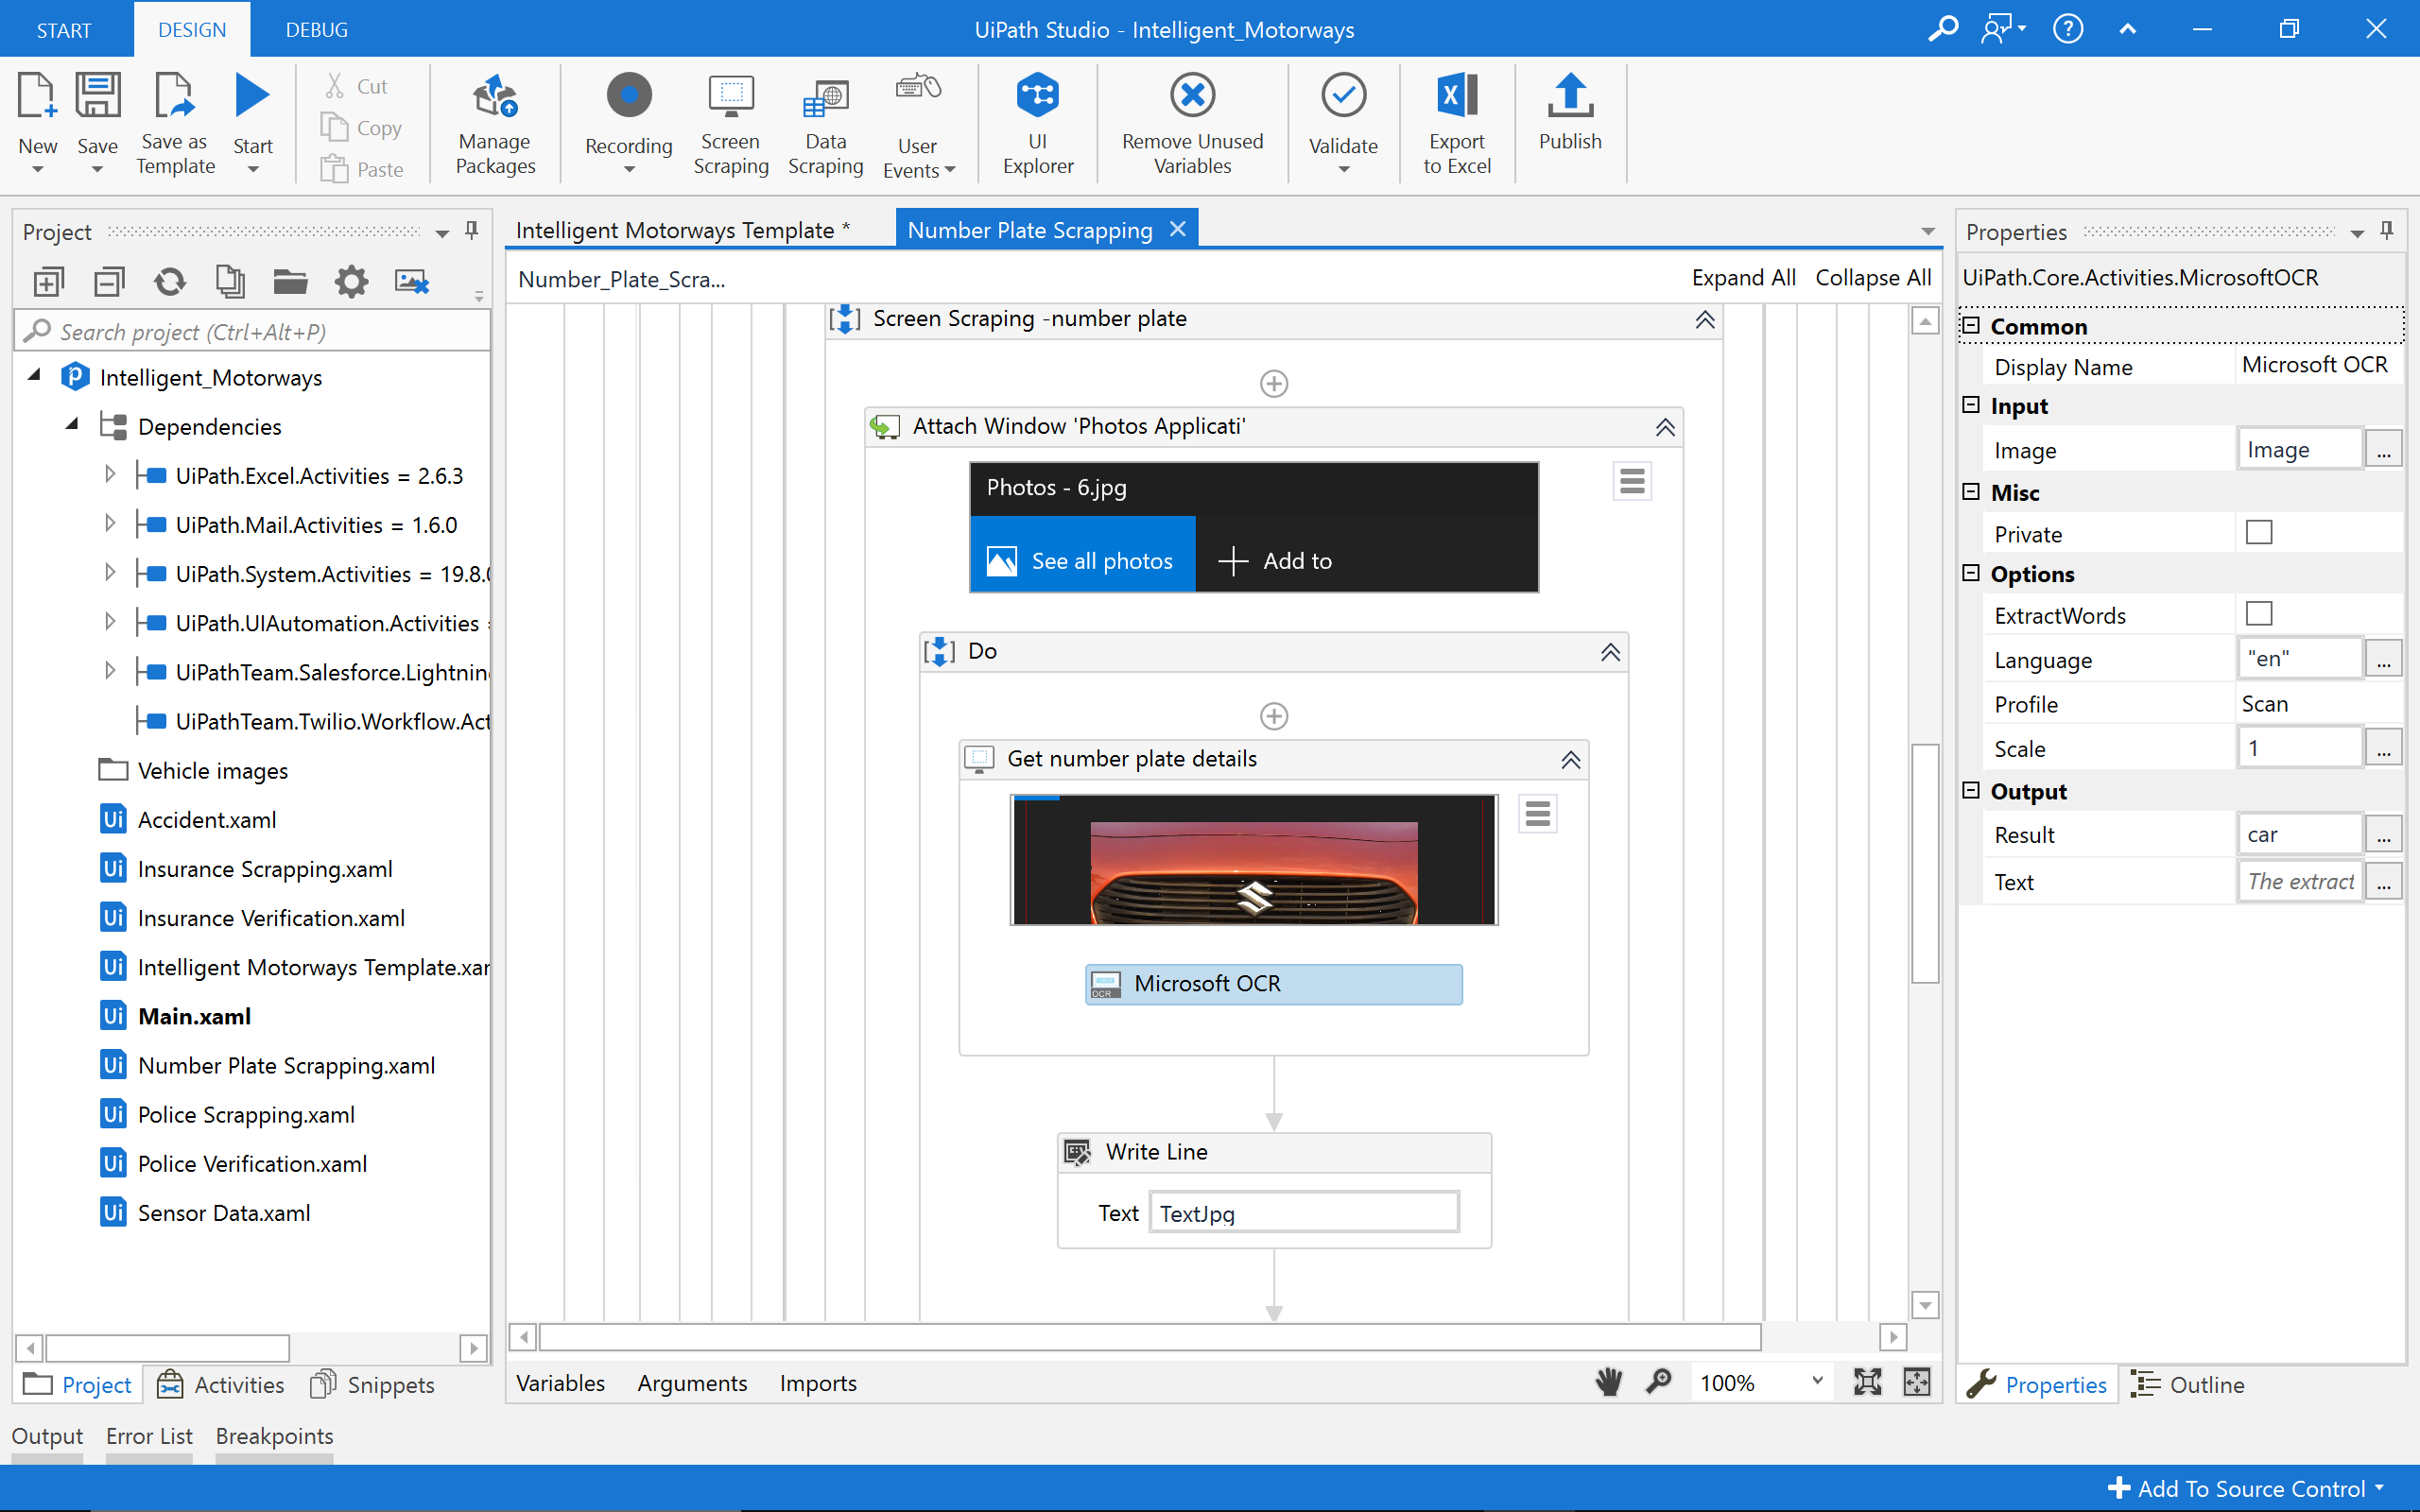 START
DESIGN
DEBUG
UiPath Studio - Intelligent_Motorways
New
Save
Save as
Template
Start
Cut
Copy
Paste
Manage
Packages
Recording
Screen
Scraping
Data
Scraping
User
Events
UI
Explorer
Remove Unused
Variables
Validate
Export
to Excel
Publish
Project
Search project (Ctrl+Alt+P)
Intelligent_Motorways
Dependencies
UiPath.Excel.Activities = 2.6.3
UiPath.Mail.Activities = 1.6.0
UiPath.System.Activities = 19.8.0
UiPath.UIAutomation.Activities =
UiPathTeam.Salesforce.Lightnin
UiPathTeam.Twilio.Workflow.Act
Vehicle images
Accident.xaml
Insurance Scrapping.xaml
Insurance Verification.xaml
Intelligent Motorways Template.xar
Main.xaml
Number Plate Scrapping.xaml
Police Scrapping.xaml
Police Verification.xaml
Sensor Data.xaml
Project
Activities
Snippets
Intelligent Motorways Template *
Number Plate Scrapping
Number_Plate_Scra...
Expand All
Collapse All
Screen Scraping -number plate
Attach Window 'Photos Applicati'
Photos - 6.jpg
See all photos
Add to
Do
Get number plate details
OCR
Microsoft OCR
Write Line
Text
TextJpg
Variables
Arguments
Imports
100%
Properties
UiPath.Core.Activities.MicrosoftOCR
Common
Display Name
Microsoft OCR
Input
Image
Image
...
Misc
Private
Options
ExtractWords
Language
"en"
...
Profile
Scan
Scale
1
...
Output
Result
car
...
Text
The extract
...
Properties
Outline
Output
Error List
Breakpoints
Add To Source Control